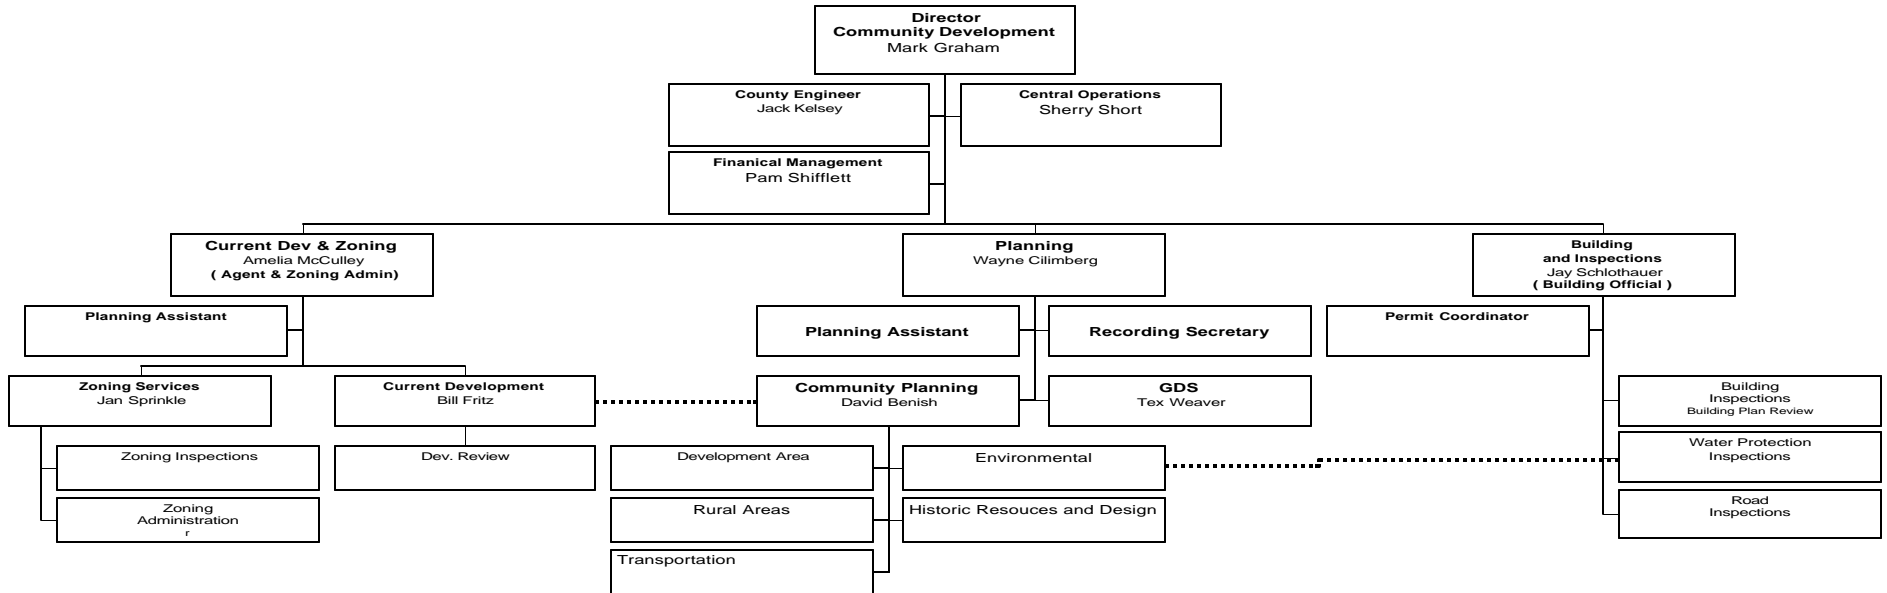 Director
Community Development
Mark Graham
County Engineer
Jack Kelsey
Central Operations
Sherry Short
Finanical Management
Pam Shifflett
Current Dev & Zoning
Amelia McCulley
( Agent & Zoning Admin)
Planning
Wayne Cilimberg
Building
and Inspections
Jay Schlothauer
( Building Official )
Planning Assistant
Planning Assistant
Recording Secretary
Permit Coordinator
Zoning Services
Jan Sprinkle
Current Development
Bill Fritz
Community Planning
David Benish
GDS
Tex Weaver
Building
Inspections
Building Plan Review
Zoning Inspections
Dev. Review
Development Area
Environmental
Water Protection
Inspections
Zoning
Administration
r
Rural Areas
Historic Resouces and Design
Road
Inspections
Transportation